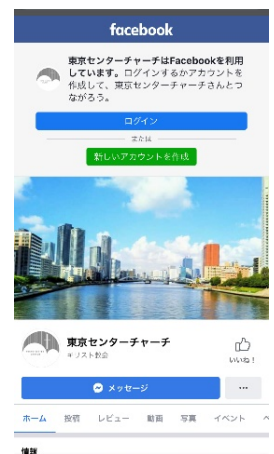 facebook
東京センターチャーチはFacebookを利用
しています。ログインするかアカウントを
作成して、東京センターチャーチさんとつ
ながろう。
ログイン
または
新しいアカウントを作成
東京センターチャーチ
キリスト教会
いいね！
メッセージ
ホーム 投稿 レビュー 動画 写真 イベント
情報